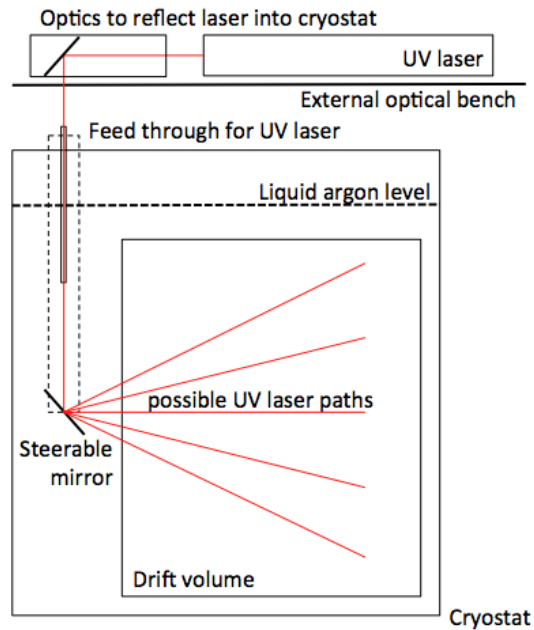 Optics to reflect laser into cryostat
UV laser
External optical bench
Feed through for UV laser
Liquid argon level
possible UV laser paths
Steerable
mirror
Drift volume
Cryostat